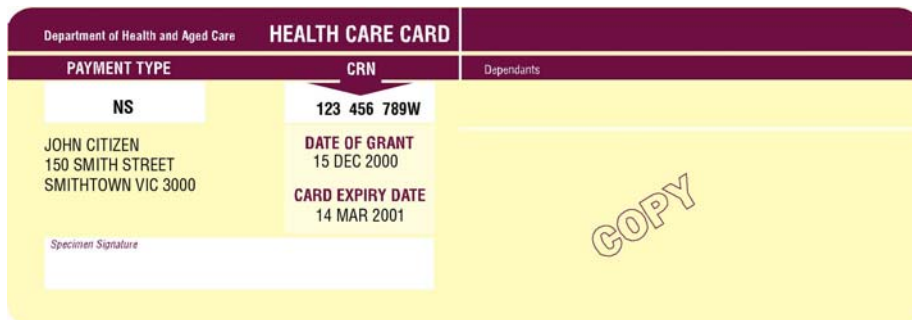 Department of Health and Aged Care HEALTH CARE CARD
PAYMENT TYPE CRN Dependants
NS 123 456 789W
JOHN CITIZEN
150 SMITH STREET
SMITHTOWN VIC 3000
DATE OF GRANT
15 DEC 2000
CARD EXPIRY DATE
14 MAR 2001
Specimen Signature
COPY